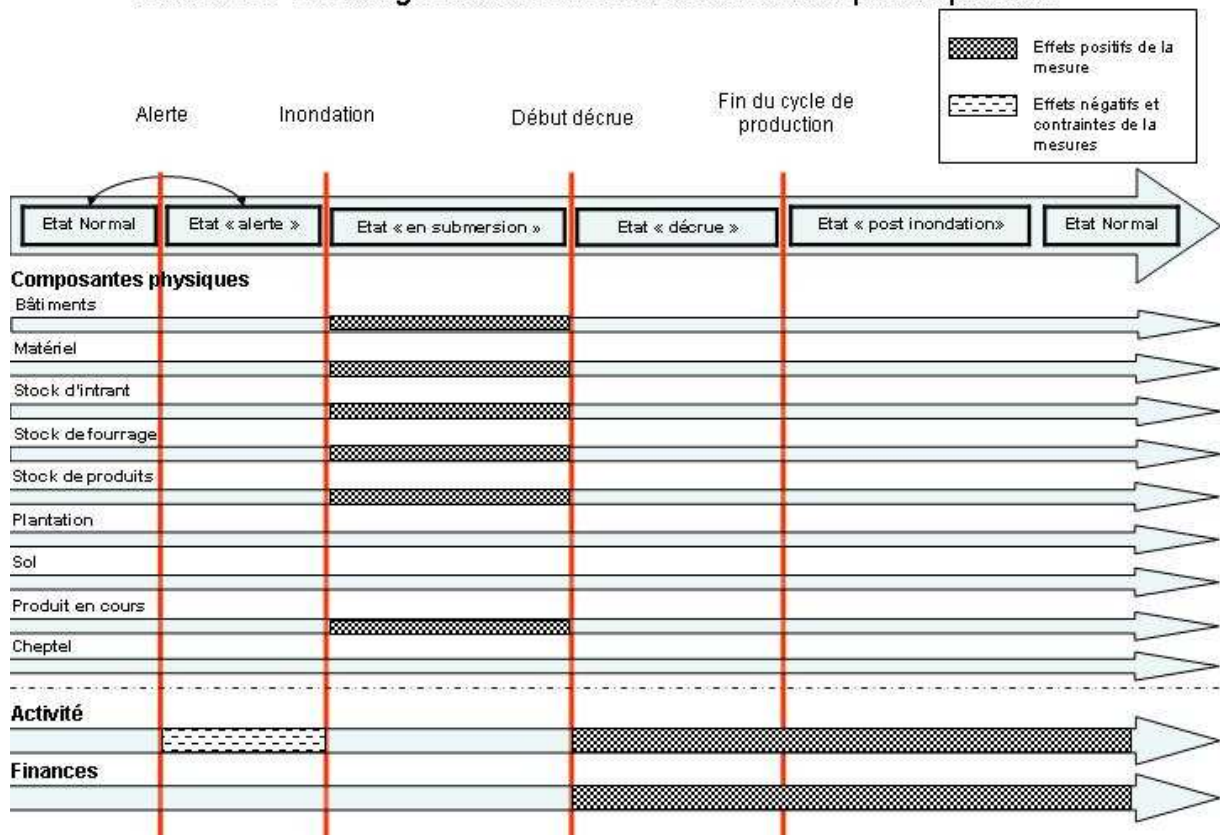 Effets positifs de la
mesure
Effets négatifs et
contraintes de la
mesures
Alerte
Inondation
Début décrue
Fin du cycle de
production
Etat Normal
Etat « alerte »
Etat « en submersion »
Etat « décrue »
Etat « post inondation»
Etat Normal
Composantes physiques
Bâtiments
Matériel
Stock d'intrant
Stock de fourrage
Stock de produits
Plantation
Sol
Produit en cours
Cheptel
Activité
Finances